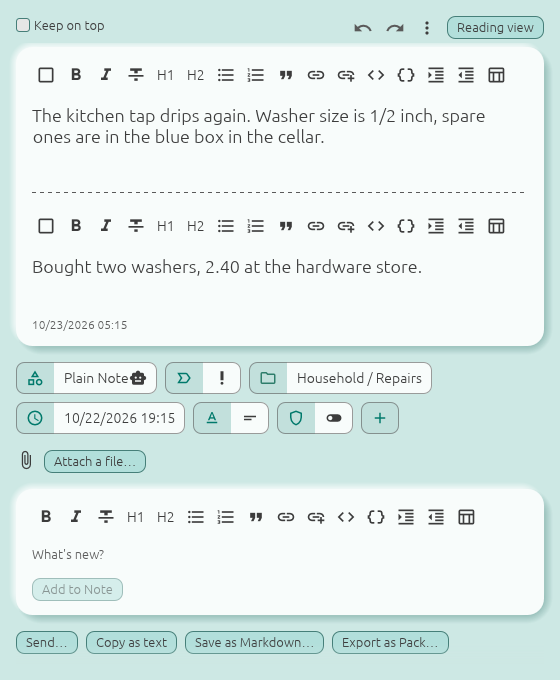 Keep on top
Reading view
B I H1 H2
The kitchen tap drips again. Washer size is 1/2 inch, spare
ones are in the blue box in the cellar.
B I H1 H2
Bought two washers, 2.40 at the hardware store.
10/23/2026 05:15
Plain Note
Household / Repairs
10/22/2026 19:15
Attach a file…
B I H1 H2
What's new?
Add to Note
Send…
Copy as text
Save as Markdown…
Export as Pack…